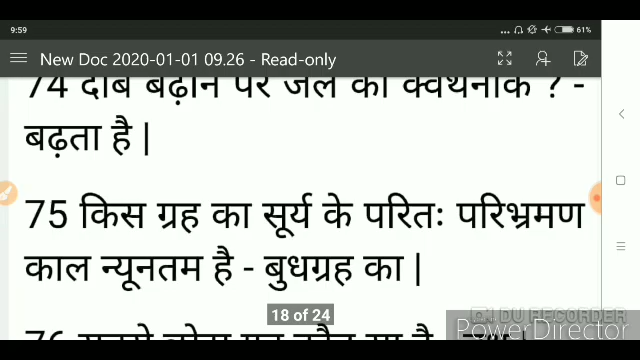 9:59
... 61%
New Doc 2020-01-01 09.26 - Read-only
74 दाब बढ़ाने पर जल का क्वथनांक ? -
बढ़ता है |
75 किस ग्रह का सूर्य के परितः परिभ्रमण
काल न्यूनतम है - बुधग्रह का |
18 of 24
DU RECORDER
PowerDirector
76